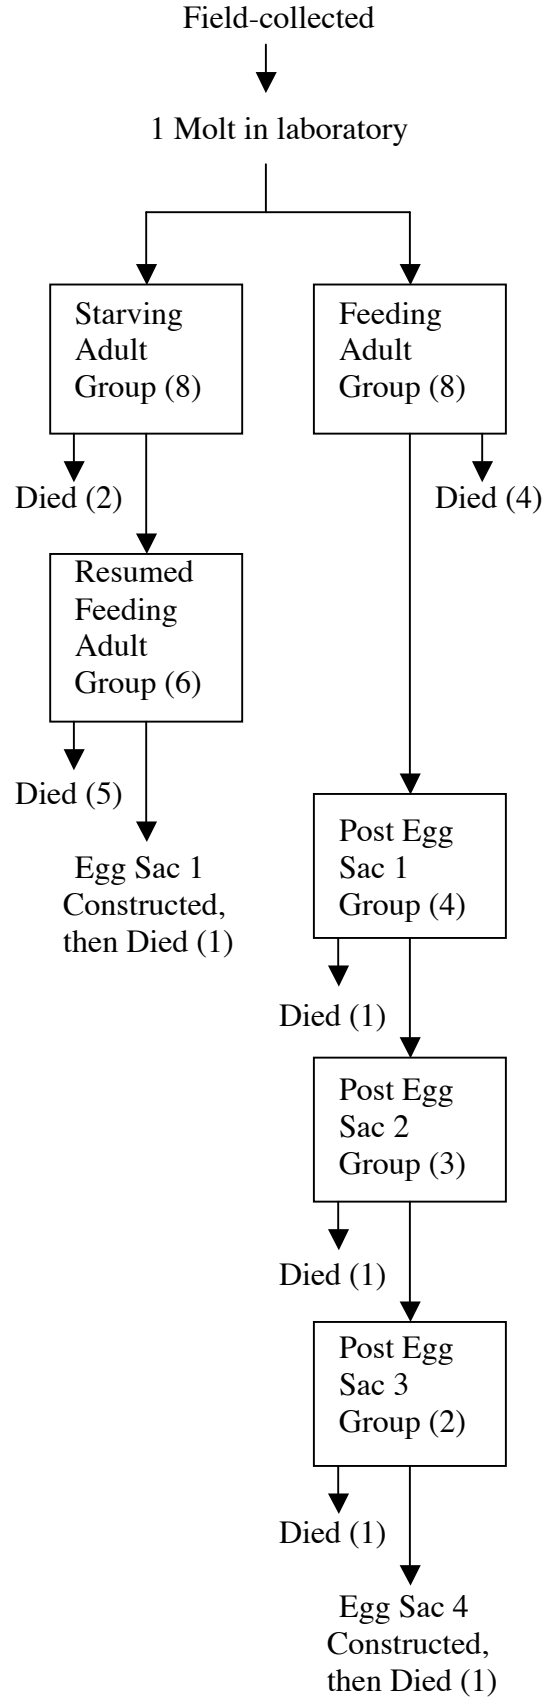 Field-collected
1 Molt in laboratory
Starving
Adult
Group (8)
Feeding
Adult
Group (8)
Died (2)
Died (4)
Resumed
Feeding
Adult
Group (6)
Died (5)
Egg Sac 1
Constructed,
then Died (1)
Post Egg
Sac 1
Group (4)
Died (1)
Post Egg
Sac 2
Group (3)
Died (1)
Post Egg
Sac 3
Group (2)
Died (1)
Egg Sac 4
Constructed,
then Died (1)